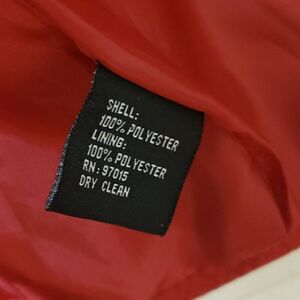 SHELL:
100% POLYESTER
LINING:
100% POLYESTER
RN: 97015
DRY CLEAN